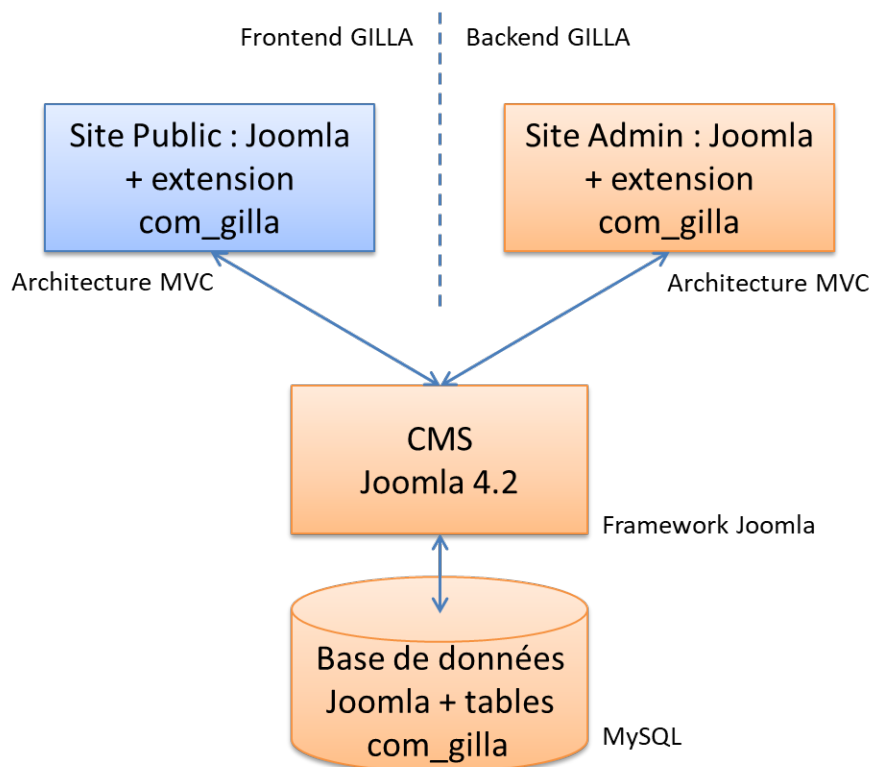 Frontend GILLA
Backend GILLA
Site Public : Joomla
+ extension
com_gilla
Site Admin : Joomla
+ extension
com_gilla
Architecture MVC
Architecture MVC
CMS
Joomla 4.2
Framework Joomla
Base de données
Joomla + tables
com_gilla
MySQL